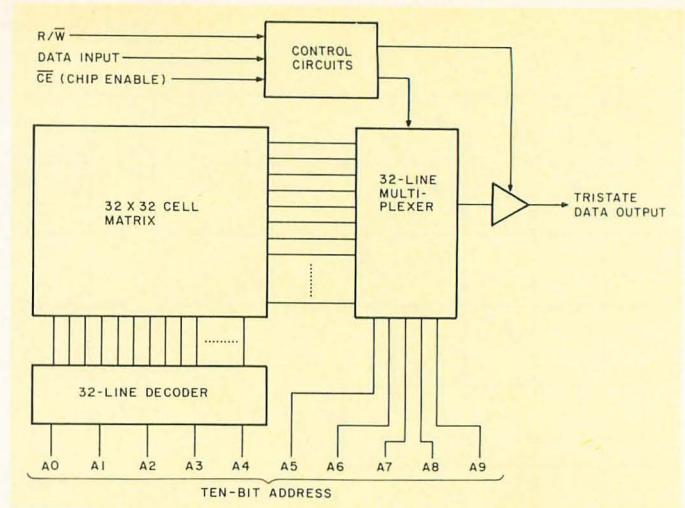 R/W̅
DATA INPUT
C̅E̅ (CHIP ENABLE)
CONTROL
CIRCUITS
32 X 32 CELL
MATRIX
32-LINE
MULTI-
PLEXER
TRISTATE
DATA OUTPUT
32-LINE DECODER
A0 A1 A2 A3 A4 A5 A6 A7 A8 A9
TEN-BIT ADDRESS